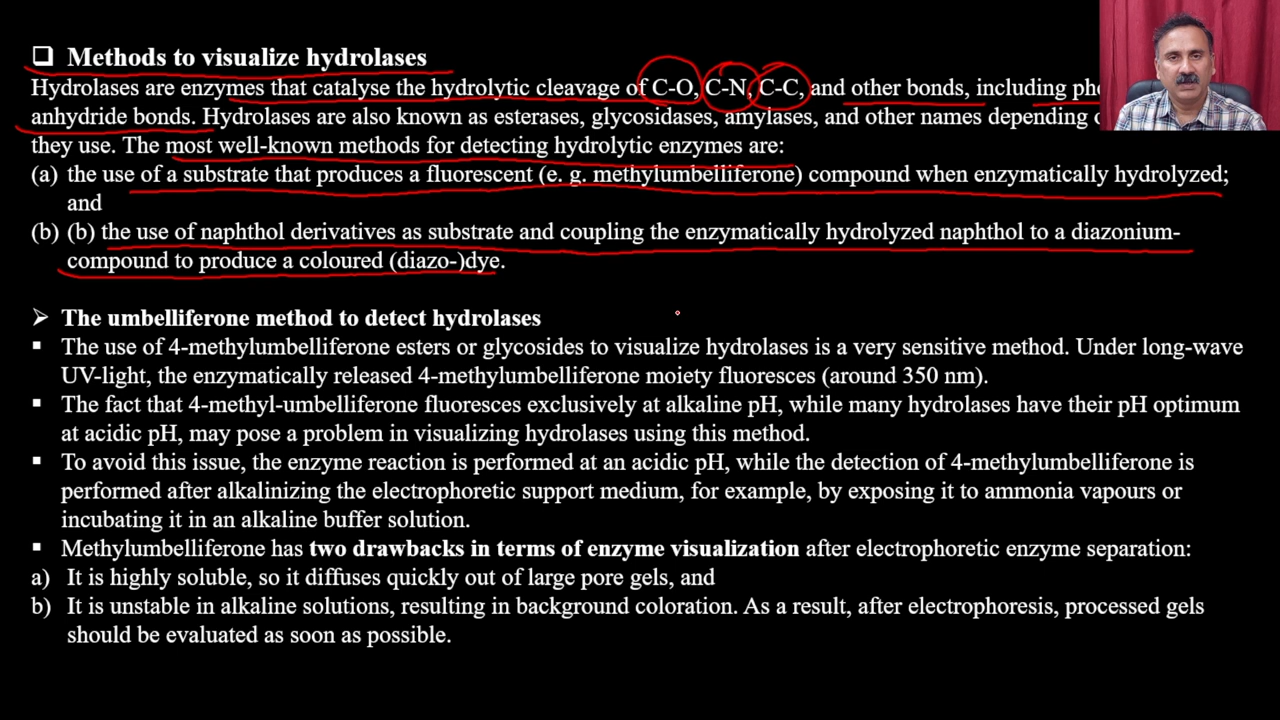 Methods to visualize hydrolases
Hydrolases are enzymes that catalyse the hydrolytic cleavage of C-O, C-N, C-C, and other bonds, including
anhydride bonds. Hydrolases are also known as esterases, glycosidases, amylases, and other names depending
they use. The most well-known methods for detecting hydrolytic enzymes are:
(a) the use of a substrate that produces a fluorescent (e. g. methylumbelliferone) compound when enzymatically hydrolyzed;
and
(b) (b) the use of naphthol derivatives as substrate and coupling the enzymatically hydrolyzed naphthol to a diazonium-
compound to produce a coloured (diazo-)dye.
The umbelliferone method to detect hydrolases
The use of 4-methylumbelliferone esters or glycosides to visualize hydrolases is a very sensitive method. Under long-wave
UV-light, the enzymatically released 4-methylumbelliferone moiety fluoresces (around 350 nm).
The fact that 4-methyl-umbelliferone fluoresces exclusively at alkaline pH, while many hydrolases have their pH optimum
at acidic pH, may pose a problem in visualizing hydrolases using this method.
To avoid this issue, the enzyme reaction is performed at an acidic pH, while the detection of 4-methylumbelliferone is
performed after alkalinizing the electrophoretic support medium, for example, by exposing it to ammonia vapours or
incubating it in an alkaline buffer solution.
Methylumbelliferone has two drawbacks in terms of enzyme visualization after electrophoretic enzyme separation:
a) It is highly soluble, so it diffuses quickly out of large pore gels, and
b) It is unstable in alkaline solutions, resulting in background coloration. As a result, after electrophoresis, processed gels
should be evaluated as soon as possible.